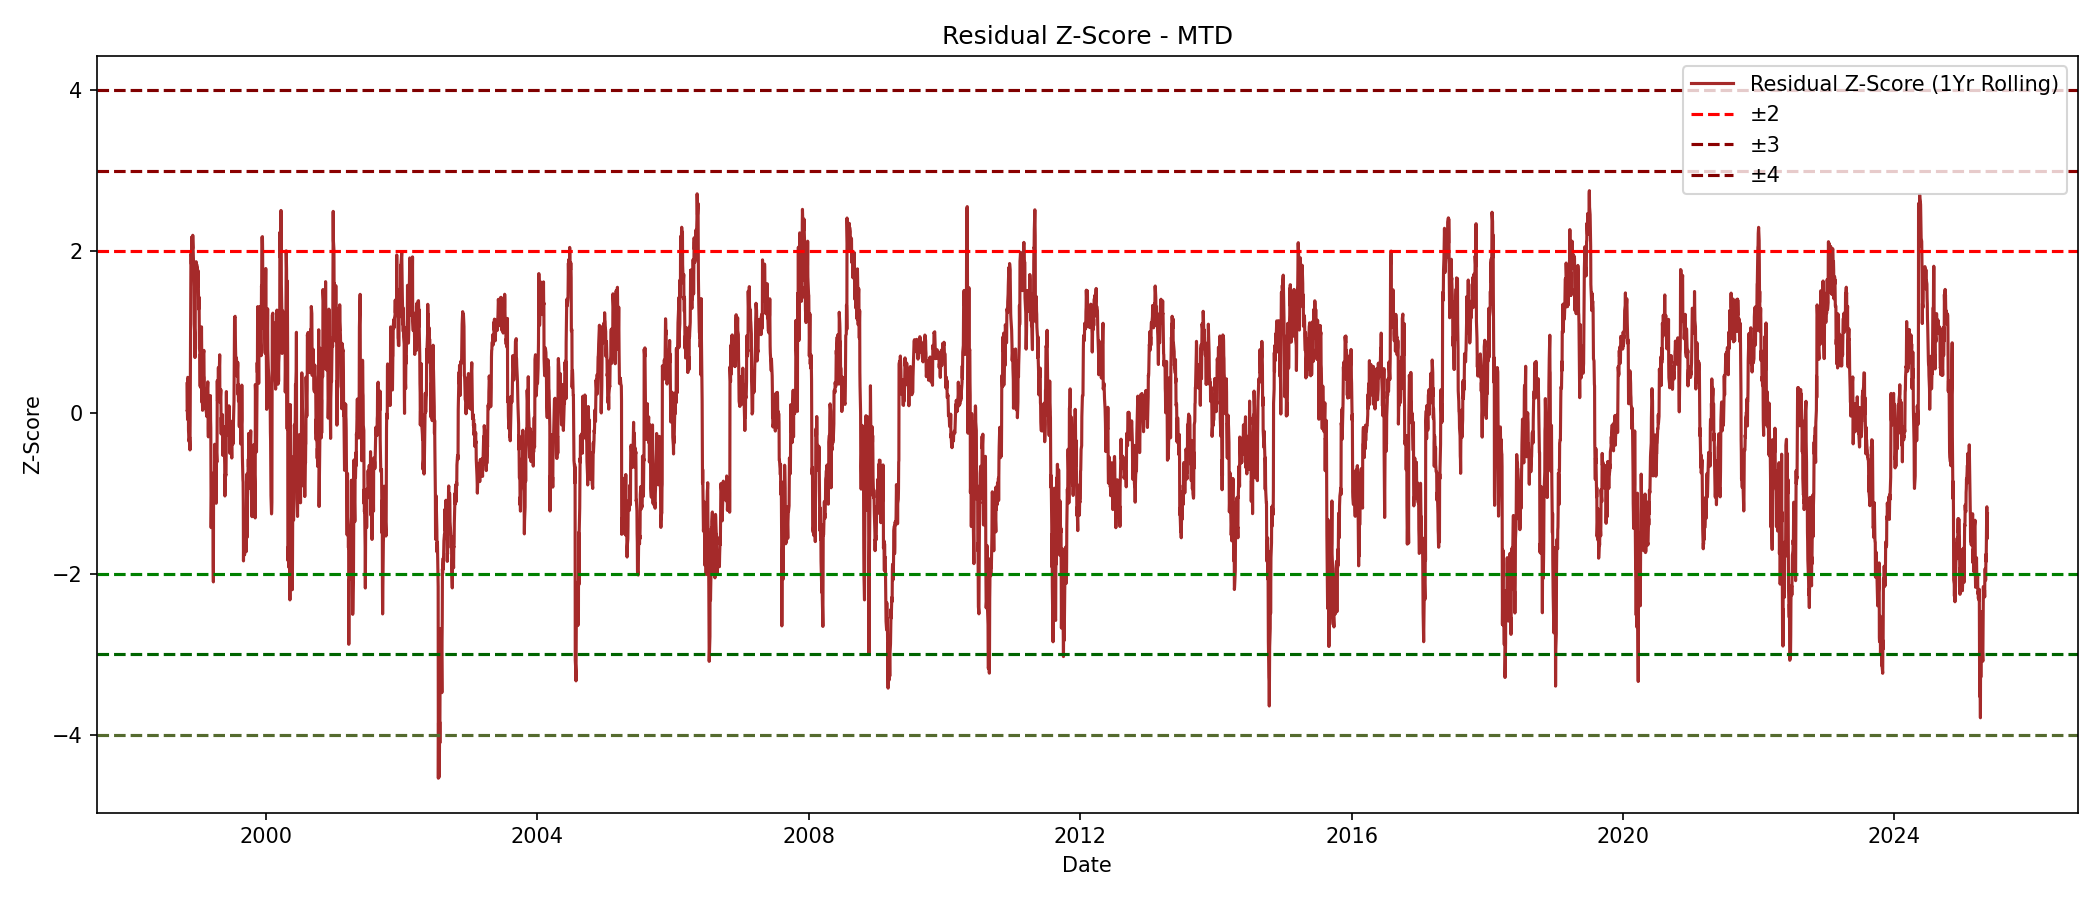 Residual Z-Score - MTD
Residual Z-Score (1Yr Rolling)
±2
±3
±4
4
2
0
−2
−4
Z-Score
2000 2004 2008 2012 2016 2020 2024
Date